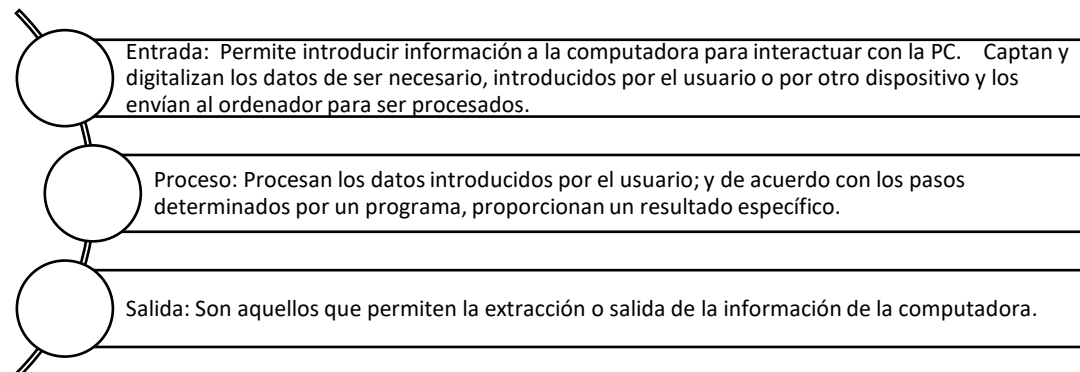 Entrada: Permite introducir información a la computadora para interactuar con la PC. Captan y
digitalizan los datos de ser necesario, introducidos por el usuario o por otro dispositivo y los
envían al ordenador para ser procesados.
Proceso: Procesan los datos introducidos por el usuario; y de acuerdo con los pasos
determinados por un programa, proporcionan un resultado específico.
Salida: Son aquellos que permiten la extracción o salida de la información de la computadora.